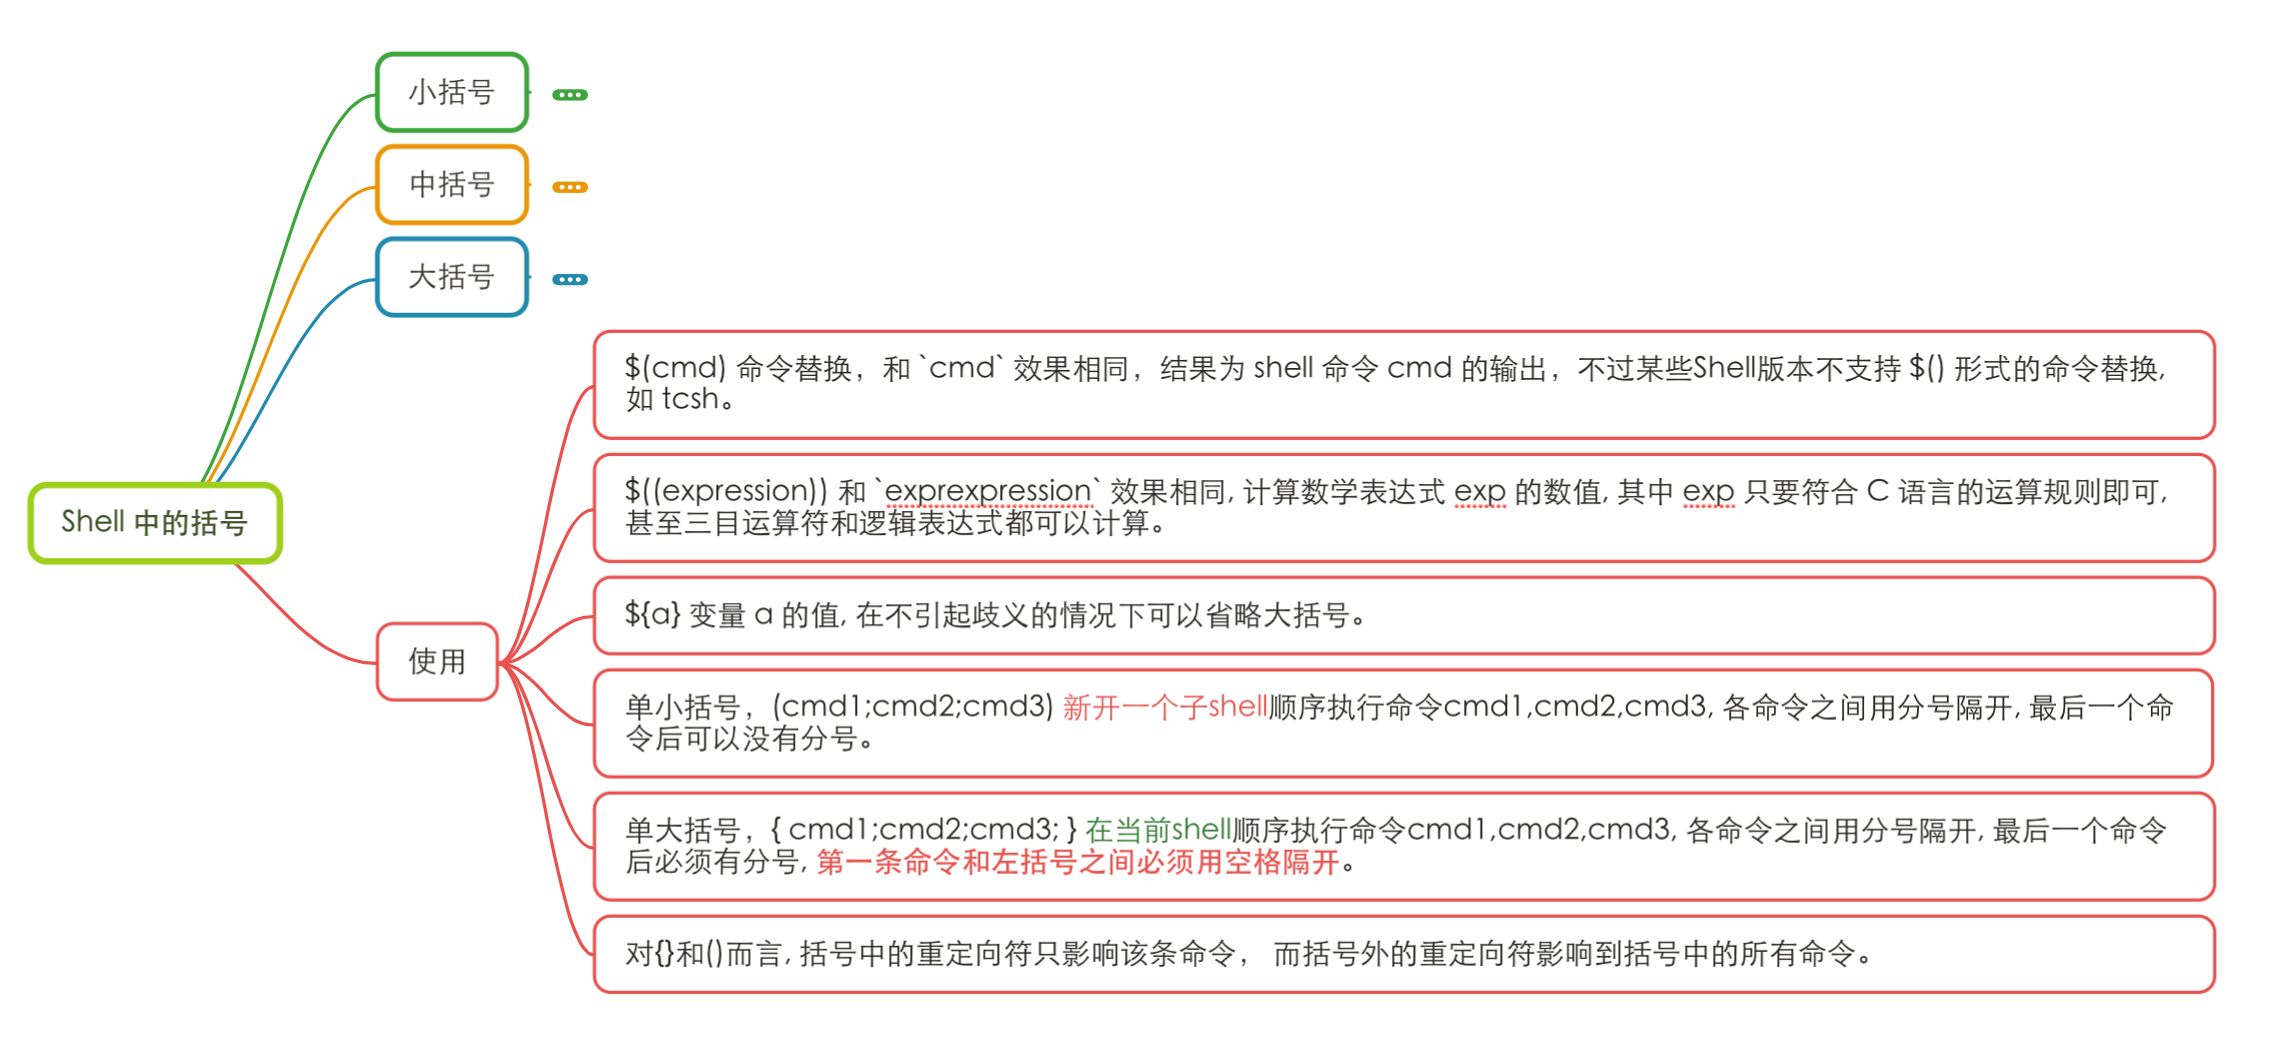 小括号
中括号
大括号
Shell 中的括号
使用
$(cmd) 命令替换，和 `cmd` 效果相同，结果为 shell 命令 cmd 的输出，不过某些Shell版本不支持 $() 形式的命令替换,
如 tcsh。
$((expression)) 和 `exprexpression` 效果相同, 计算数学表达式 exp 的数值, 其中 exp 只要符合 C 语言的运算规则即可,
甚至三目运算符和逻辑表达式都可以计算。
${a} 变量 a 的值, 在不引起歧义的情况下可以省略大括号。
单小括号，(cmd1;cmd2;cmd3) 新开一个子shell顺序执行命令cmd1,cmd2,cmd3, 各命令之间用分号隔开, 最后一个命
令后可以没有分号。
单大括号，{ cmd1;cmd2;cmd3; } 在当前shell顺序执行命令cmd1,cmd2,cmd3, 各命令之间用分号隔开, 最后一个命令
后必须有分号, 第一条命令和左括号之间必须用空格隔开。
对{}和()而言, 括号中的重定向符只影响该条命令， 而括号外的重定向符影响到括号中的所有命令。